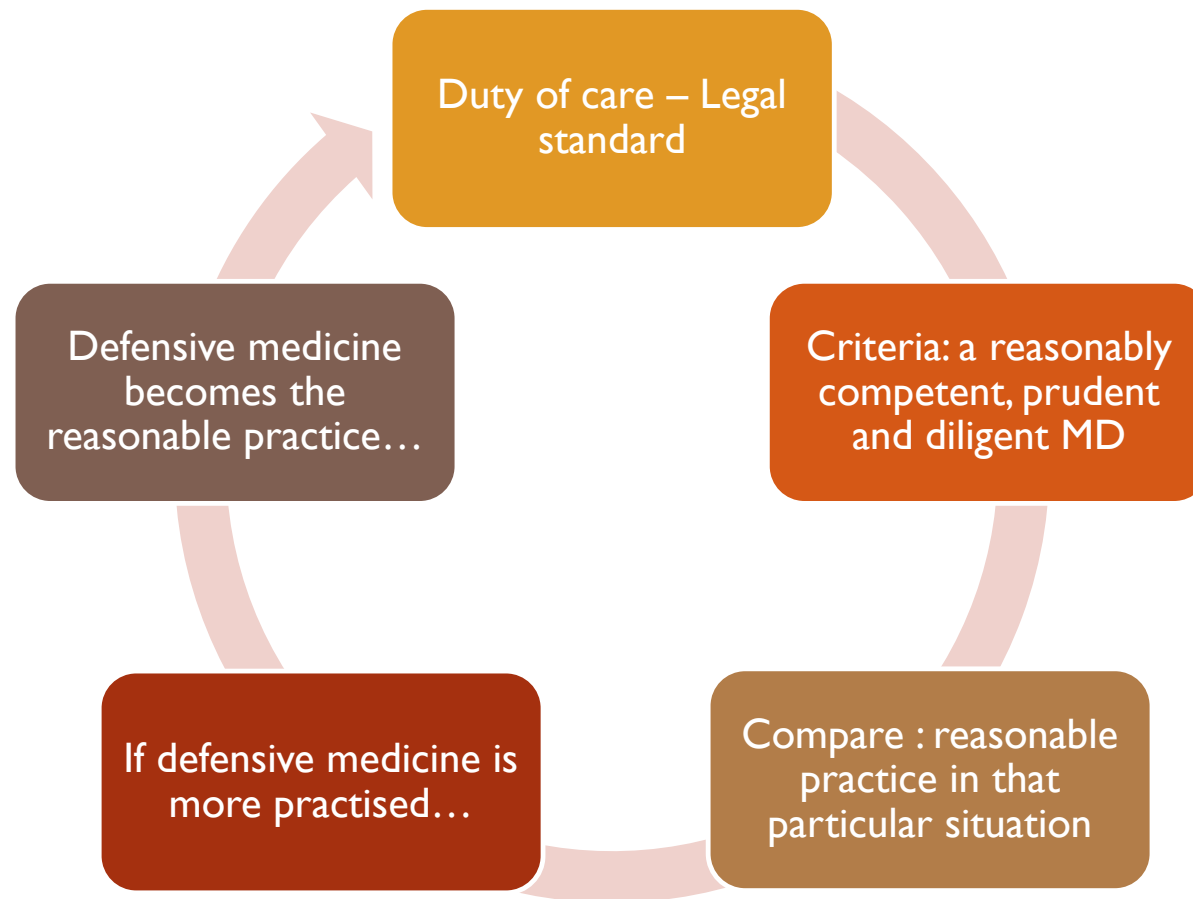 Duty of care – Legal
standard
Criteria: a reasonably
competent, prudent
and diligent MD
Compare : reasonable
practice in that
particular situation
If defensive medicine is
more practised…
Defensive medicine
becomes the
reasonable practice…